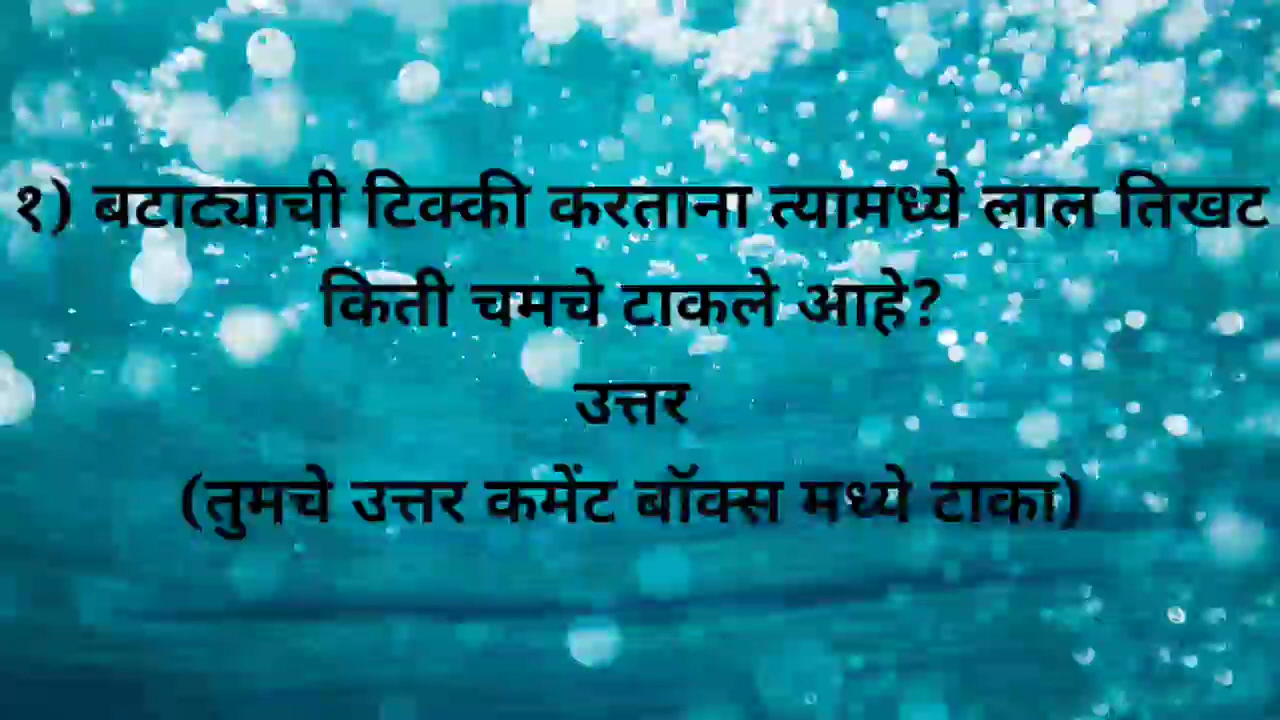 १) बटाट्याची टिक्की करताना त्यामध्ये लाल तिखट
किती चमचे टाकले आहे?
उत्तर
(तुमचे उत्तर कमेंट बॉक्स मध्ये टाका)